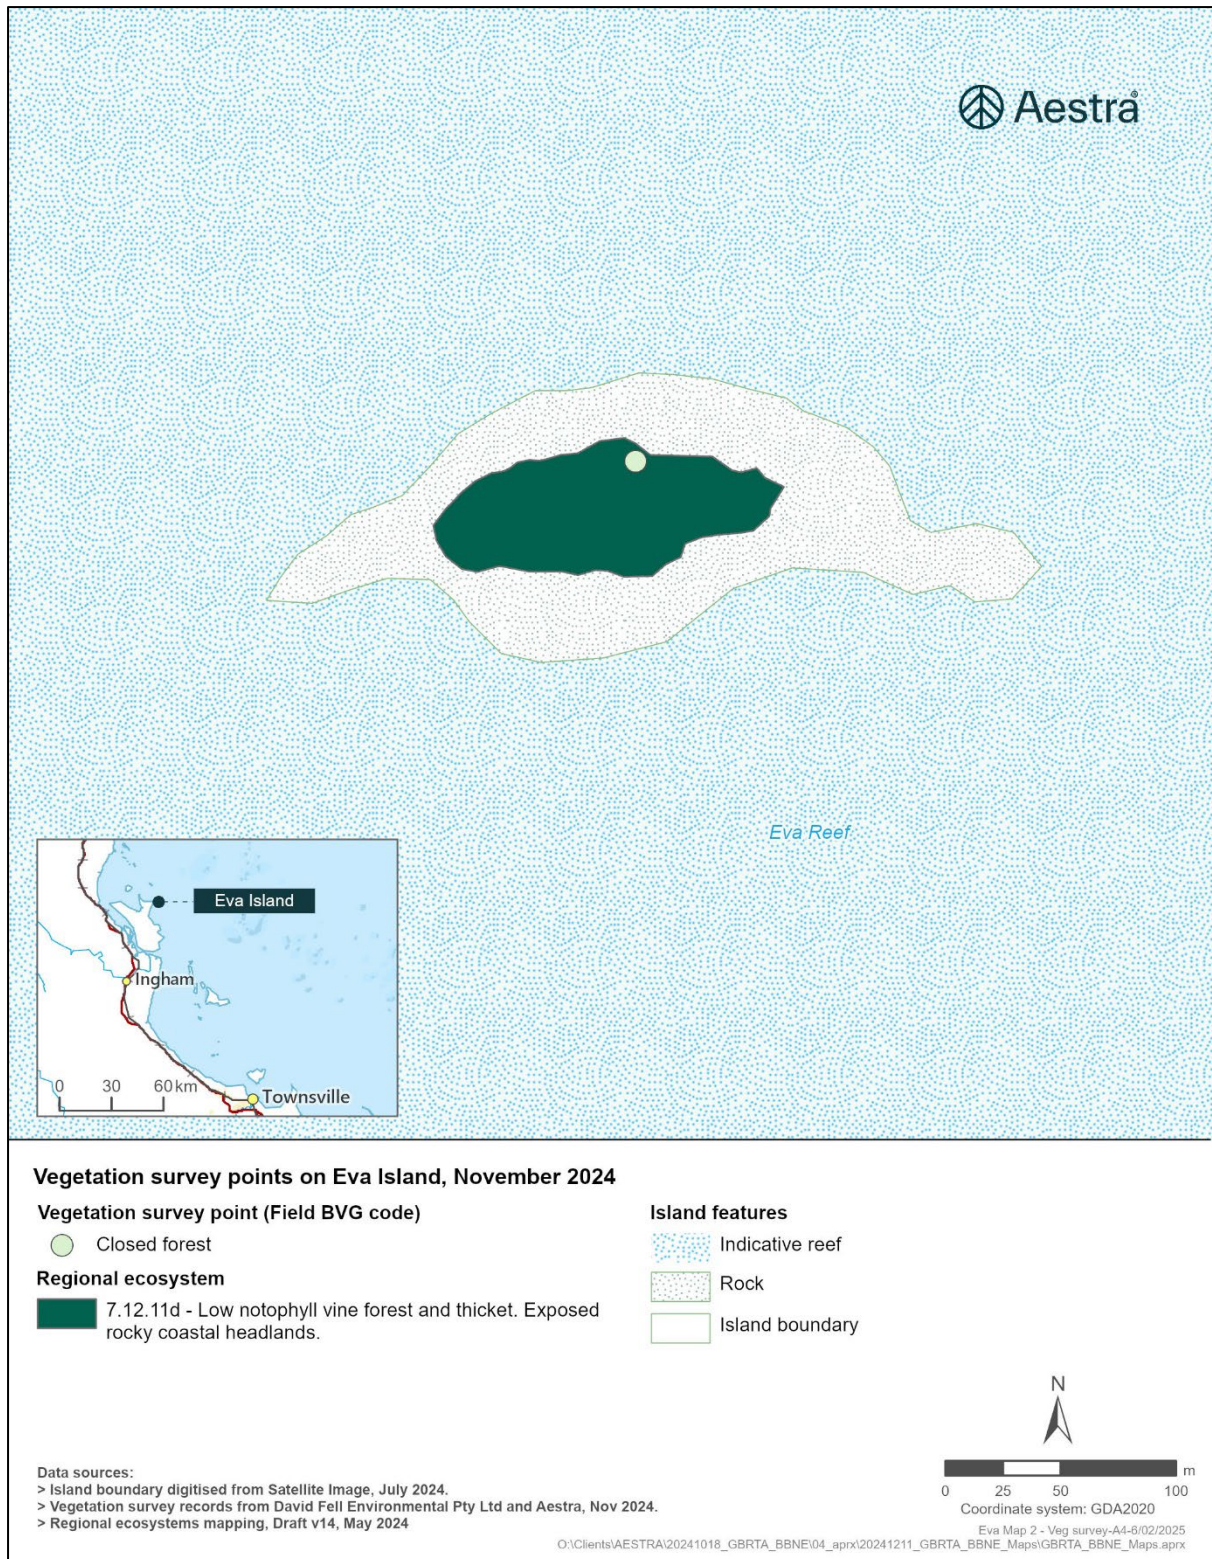 Aestra®
Eva Reef
Eva Island
Ingham
0 30 60 km
Townsville
Vegetation survey points on Eva Island, November 2024
Vegetation survey point (Field BVG code)
Closed forest
Regional ecosystem
7.12.11d - Low notophyll vine forest and thicket. Exposed
rocky coastal headlands.
Island features
Indicative reef
Rock
Island boundary
N
m
0 25 50 100
Coordinate system: GDA2020
Data sources:
> Island boundary digitised from Satellite Image, July 2024.
> Vegetation survey records from David Fell Environmental Pty Ltd and Aestra, Nov 2024.
> Regional ecosystems mapping, Draft v14, May 2024
Eva Map 2 - Veg survey-A4-6/02/2025
O:\Clients\AESTRA\20241018_GBRTA_BBNE\04_aprx\20241211_GBRTA_BBNE_Maps\GBRTA_BBNE_Maps.aprx